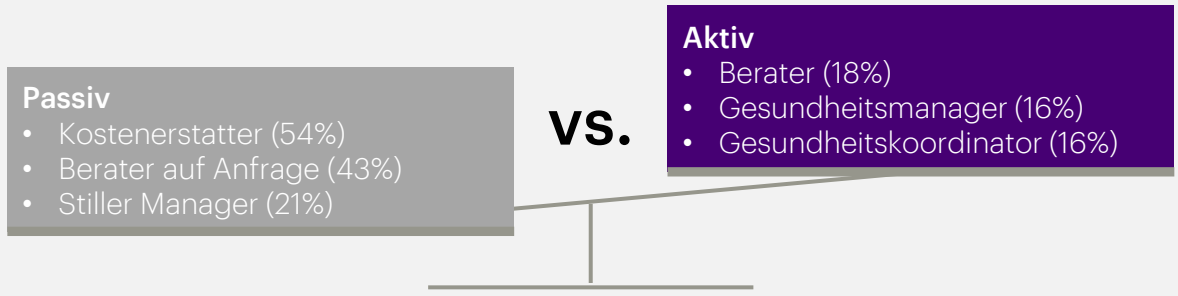 Passiv
• Kostenerstatter (54%)
• Berater auf Anfrage (43%)
• Stiller Manager (21%)
vs.
Aktiv
• Berater (18%)
• Gesundheitsmanager (16%)
• Gesundheitskoordinator (16%)